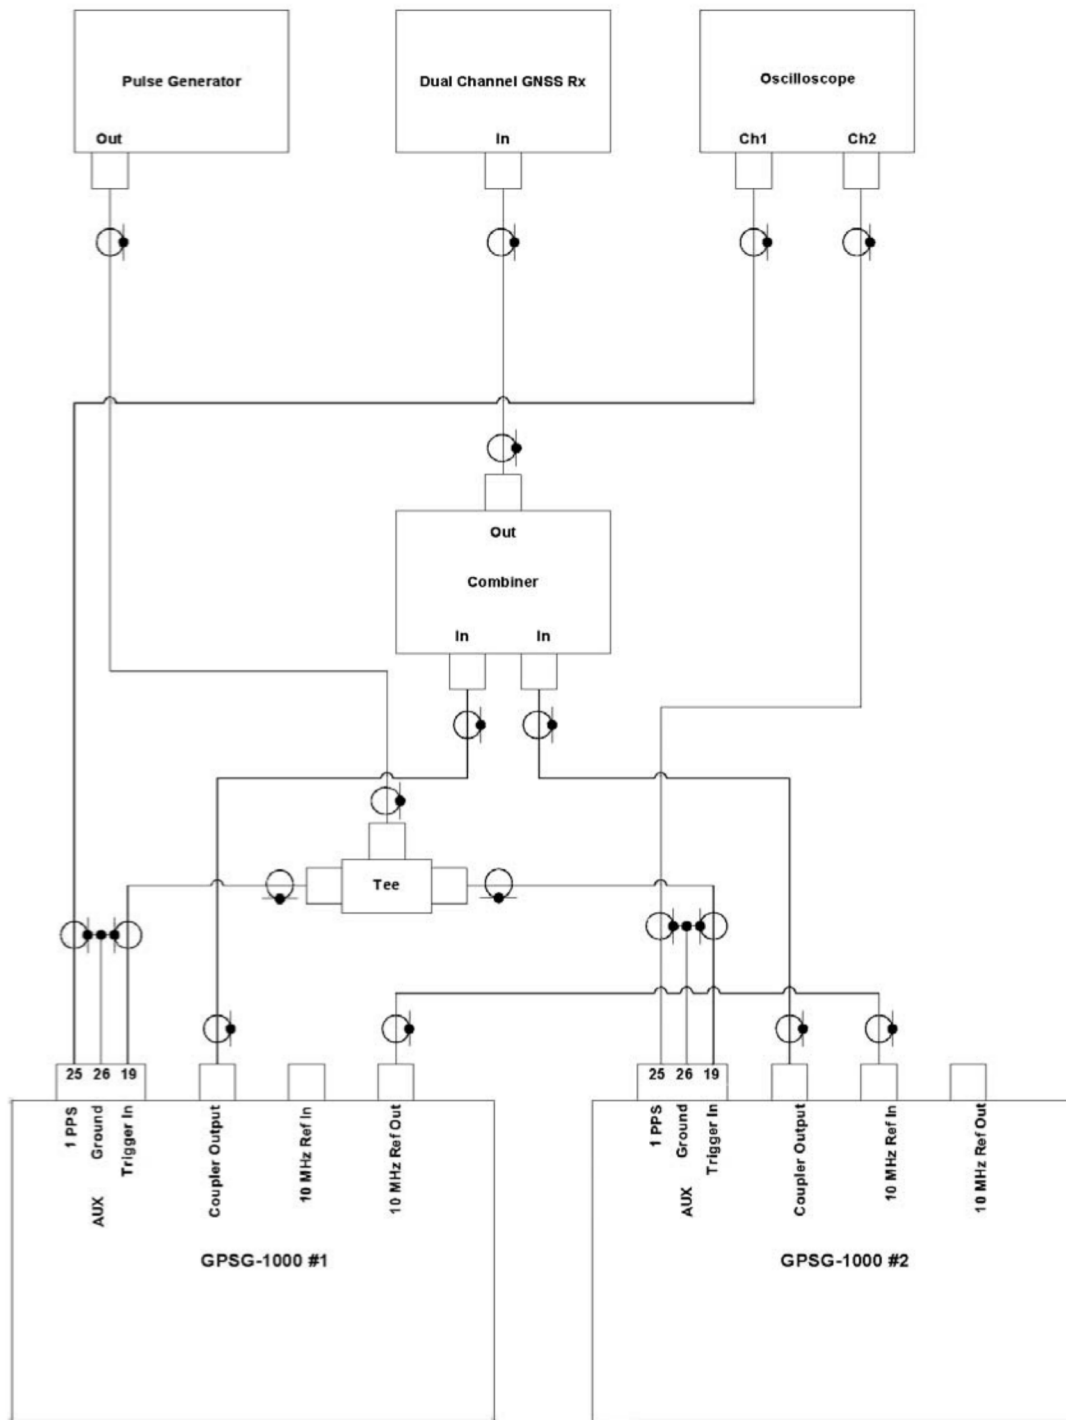 Pulse Generator
Out
Dual Channel GNSS Rx
In
Oscilloscope
Ch1
Ch2
Out
Combiner
In
In
Tee
25
26
19
1 PPS
Ground
Trigger In
AUX
Coupler Output
10 MHz Ref In
10 MHz Ref Out
GPSG-1000 #1
25
26
19
1 PPS
Ground
Trigger In
AUX
Coupler Output
10 MHz Ref In
10 MHz Ref Out
GPSG-1000 #2